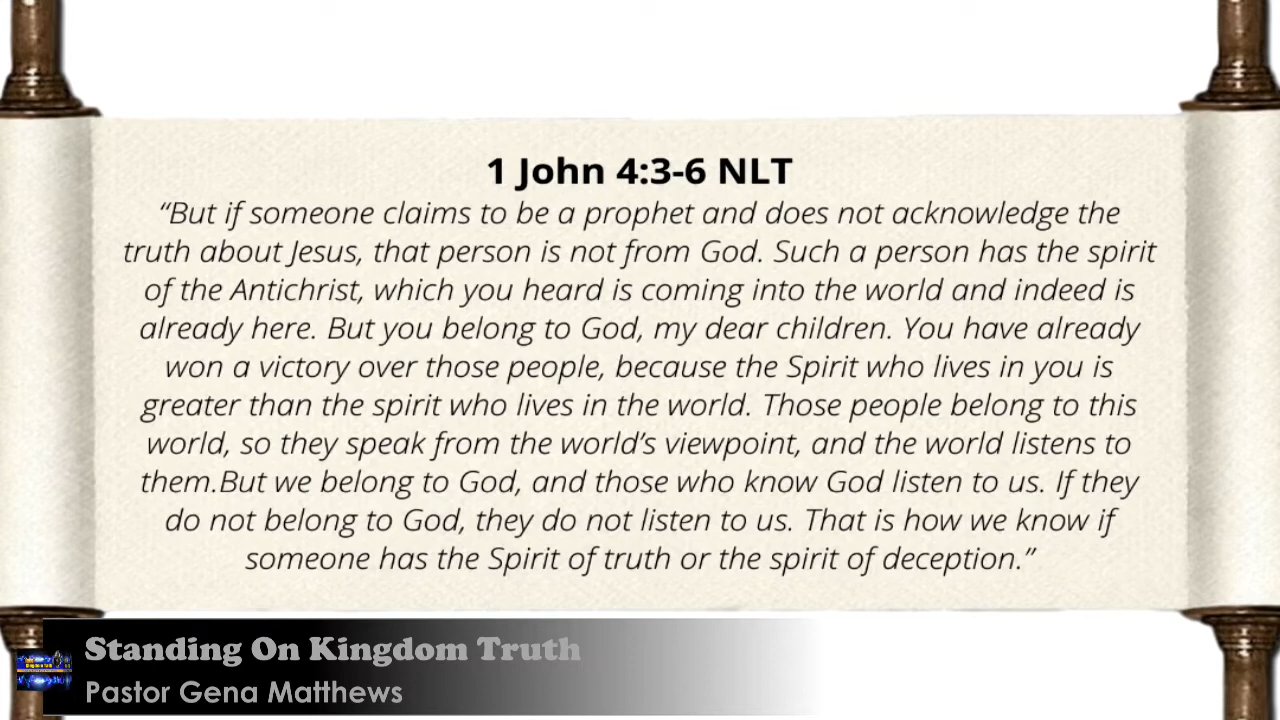 1 John 4:3-6 NLT
“But if someone claims to be a prophet and does not acknowledge the
truth about Jesus, that person is not from God. Such a person has the spirit
of the Antichrist, which you heard is coming into the world and indeed is
already here. But you belong to God, my dear children. You have already
won a victory over those people, because the Spirit who lives in you is
greater than the spirit who lives in the world. Those people belong to this
world, so they speak from the world’s viewpoint, and the world listens to
them.But we belong to God, and those who know God listen to us. If they
do not belong to God, they do not listen to us. That is how we know if
someone has the Spirit of truth or the spirit of deception.”
Standing On Kingdom Truth
Pastor Gena Matthews